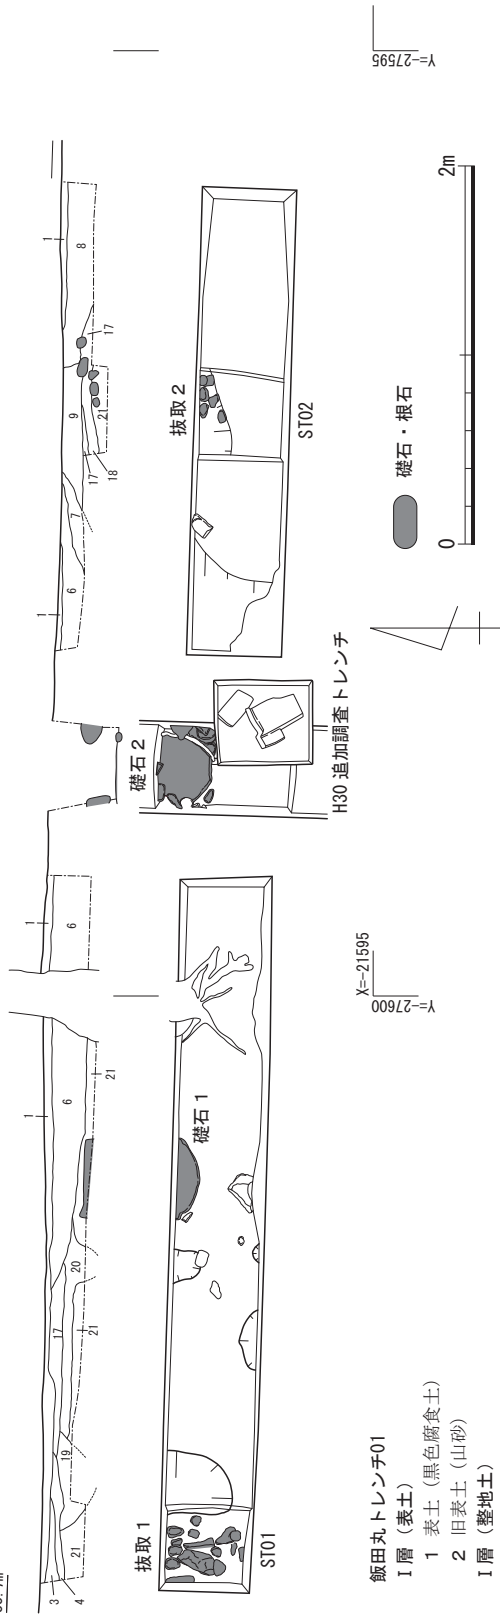 1
8
17
9
21
17
18
7
6
1
1
6
1
6
21
20
17
21
19
21
3
4
Y=-27595
抜取2
ST02
礎石2
H30 追加調査トレンチ
礎石1
抜取1
ST01
X=-21595
Y=-27600
礎石・根石
0
2m
飯田丸トレンチ01
Ⅰ層（表土）
1 表土（黒色腐食土）
2 旧表土（山砂）
Ⅰ層（整地土）